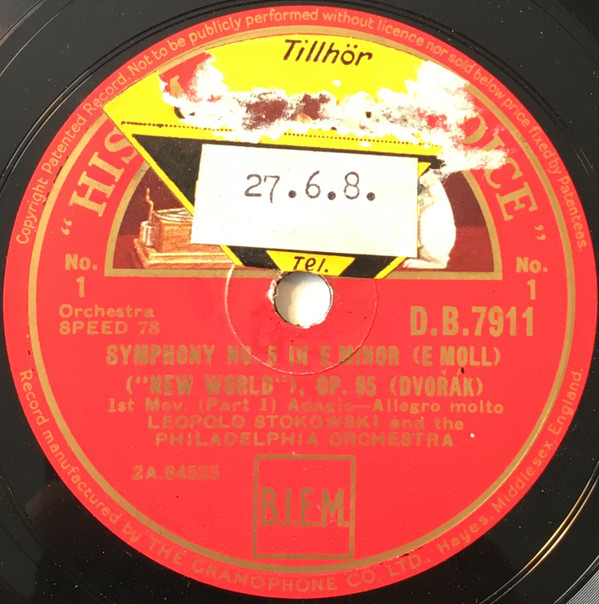 Copyright Patented Record. Not to be publicly performed without licence nor sold below price fixed by Patentees.
Tillhör
"HIS OICE"
27.6.8.
Tel.
No.
1
No.
1
Orchestra
SPEED 78
D.B.7911
SYMPHONY NO. 5 IN E MINOR (E MOLL)
("NEW WORLD"), OP. 95 (DVOŘÁK)
1st Mov. (Part 1) Adagio—Allegro molto
LEOPOLD STOKOWSKI and the
PHILADELPHIA ORCHESTRA
2A.84525
B.I.E.M.
Record manufactured by THE GRAMOPHONE CO. LTD., Hayes, Middlesex, England.